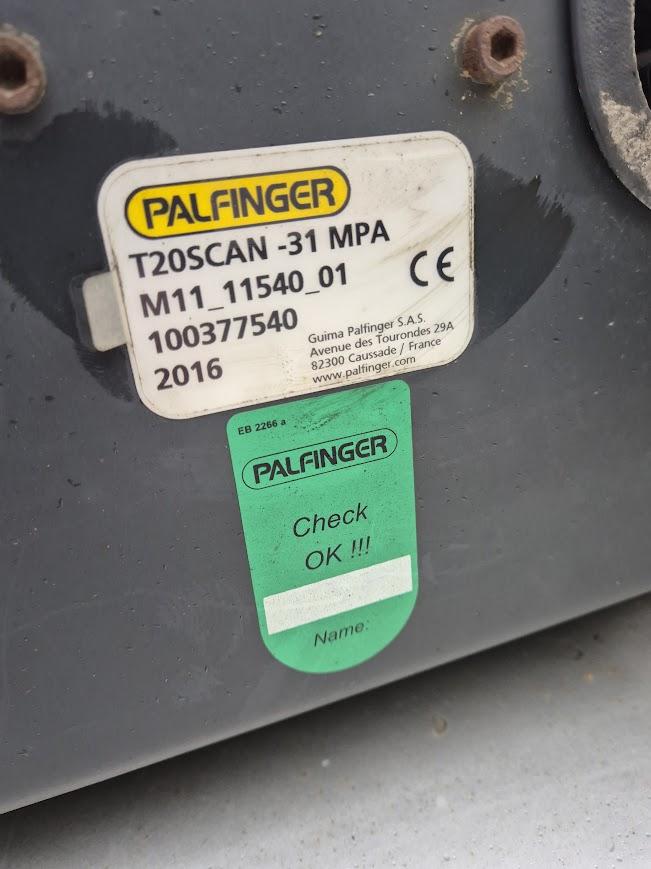 PALFINGER
T20SCAN -31 MPA
M11_11540_01
CE
100377540
2016
Guima Palfinger S.A.S.
Avenue des Tourondes 29A
82300 Caussade / France
www.palfinger.com
EB 2266 a
PALFINGER
Check
OK !!!
Name: